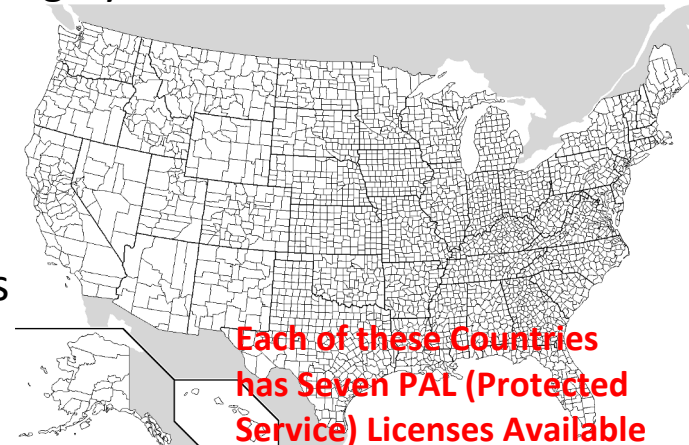 s
Each of these Countries
has Seven PAL (Protected
Service) Licenses Available